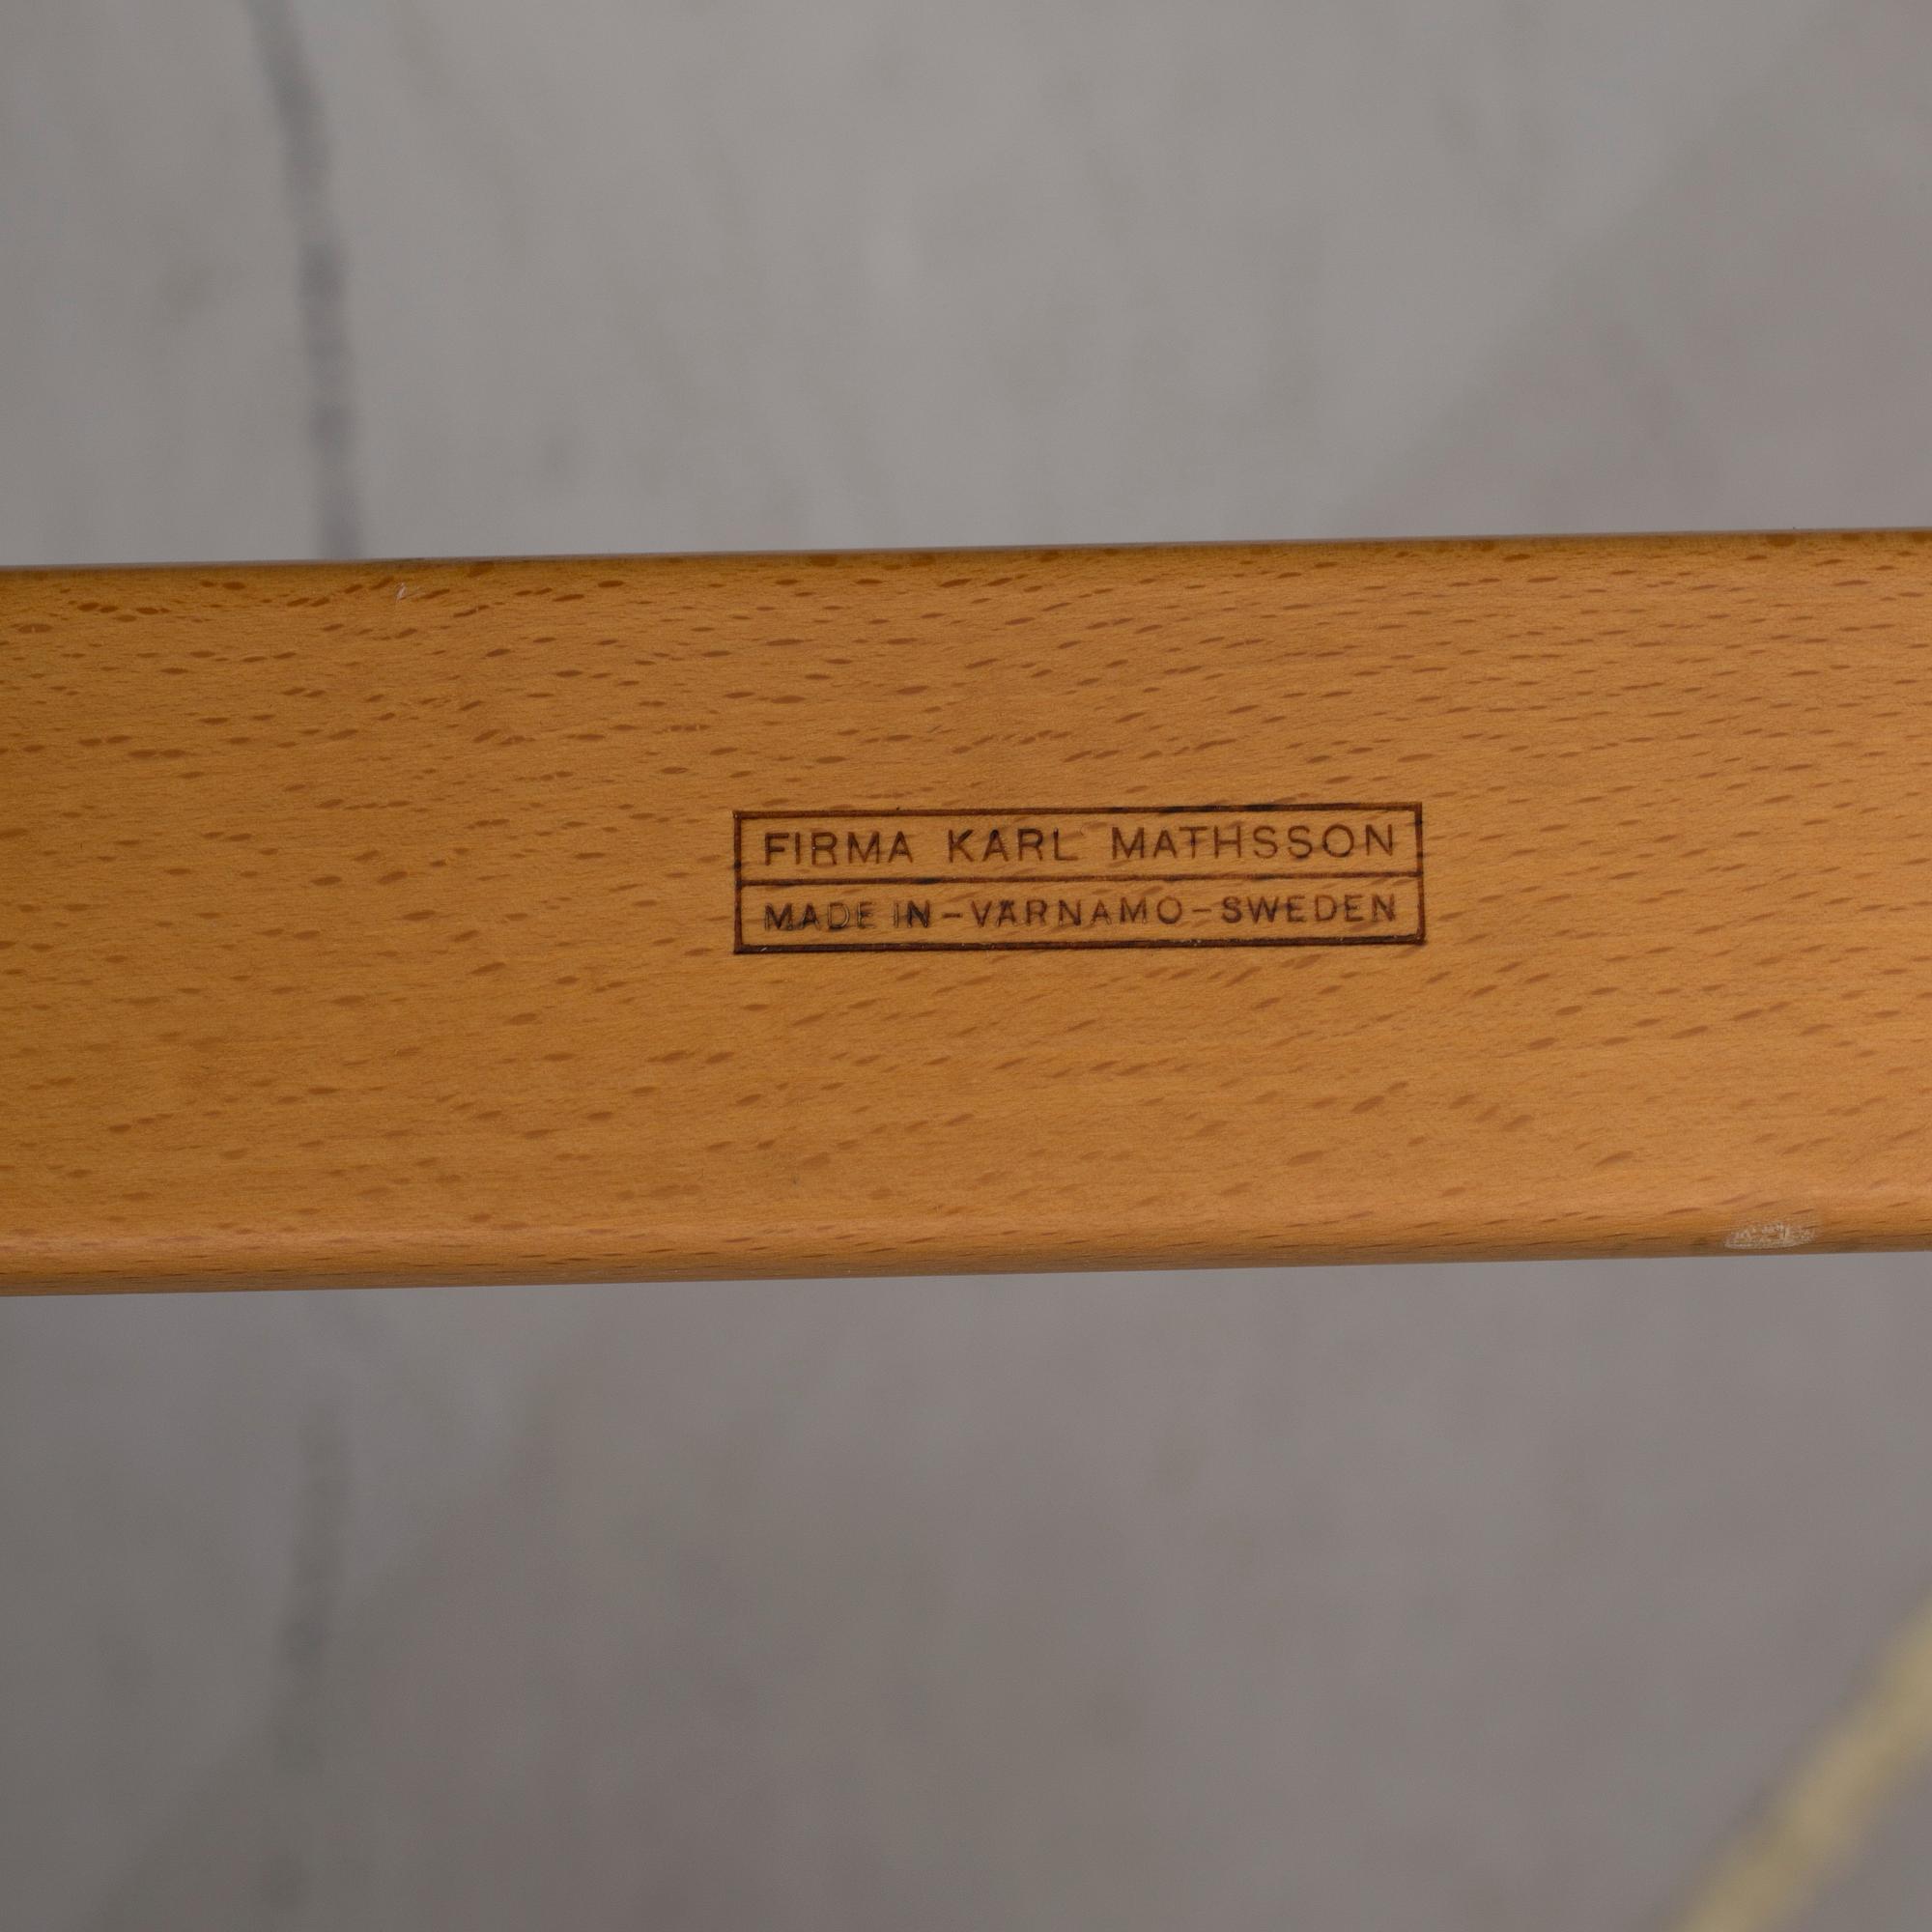 FIRMA KARL MATHSSON
MADE IN-VÄRNAMO-SWEDEN